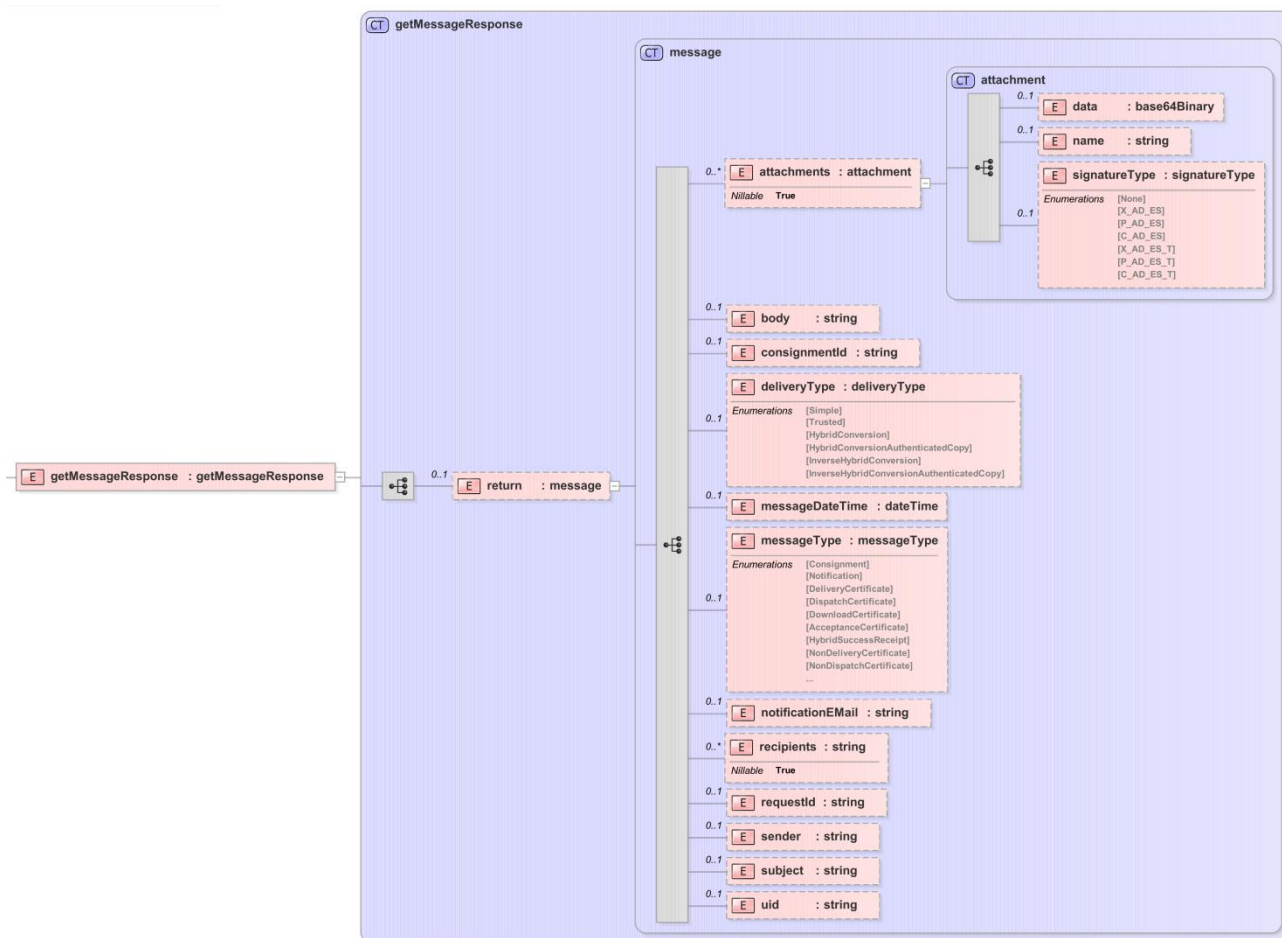 CT getMessageResponse
CT message
CT attachment
0..1
E data : base64Binary
0..1
E name : string
0..1
E signatureType : signatureType
Enumerations [None]
[X_AD_ES]
[P_AD_ES]
[C_AD_ES]
[X_AD_ES_T]
[P_AD_ES_T]
[C_AD_ES_T]
0..*
E attachments : attachment
Nillable True
0..1
E body : string
0..1
E consignmentId : string
0..1
E deliveryType : deliveryType
Enumerations [Simple]
[Trusted]
[HybridConversion]
[HybridConversionAuthenticatedCopy]
[InverseHybridConversion]
[InverseHybridConversionAuthenticatedCopy]
E getMessageResponse : getMessageResponse
0..1
E return : message
0..1
E messageDateTime : dateTime
0..1
E messageType : messageType
Enumerations [Consignment]
[Notification]
[DeliveryCertificate]
[DispatchCertificate]
[DownloadCertificate]
[AcceptanceCertificate]
[HybridSuccessReceipt]
[NonDeliveryCertificate]
[NonDispatchCertificate]
...
0..1
E notificationEMail : string
0..*
E recipients : string
Nillable True
0..1
E requestId : string
0..1
E sender : string
0..1
E subject : string
0..1
E uid : string